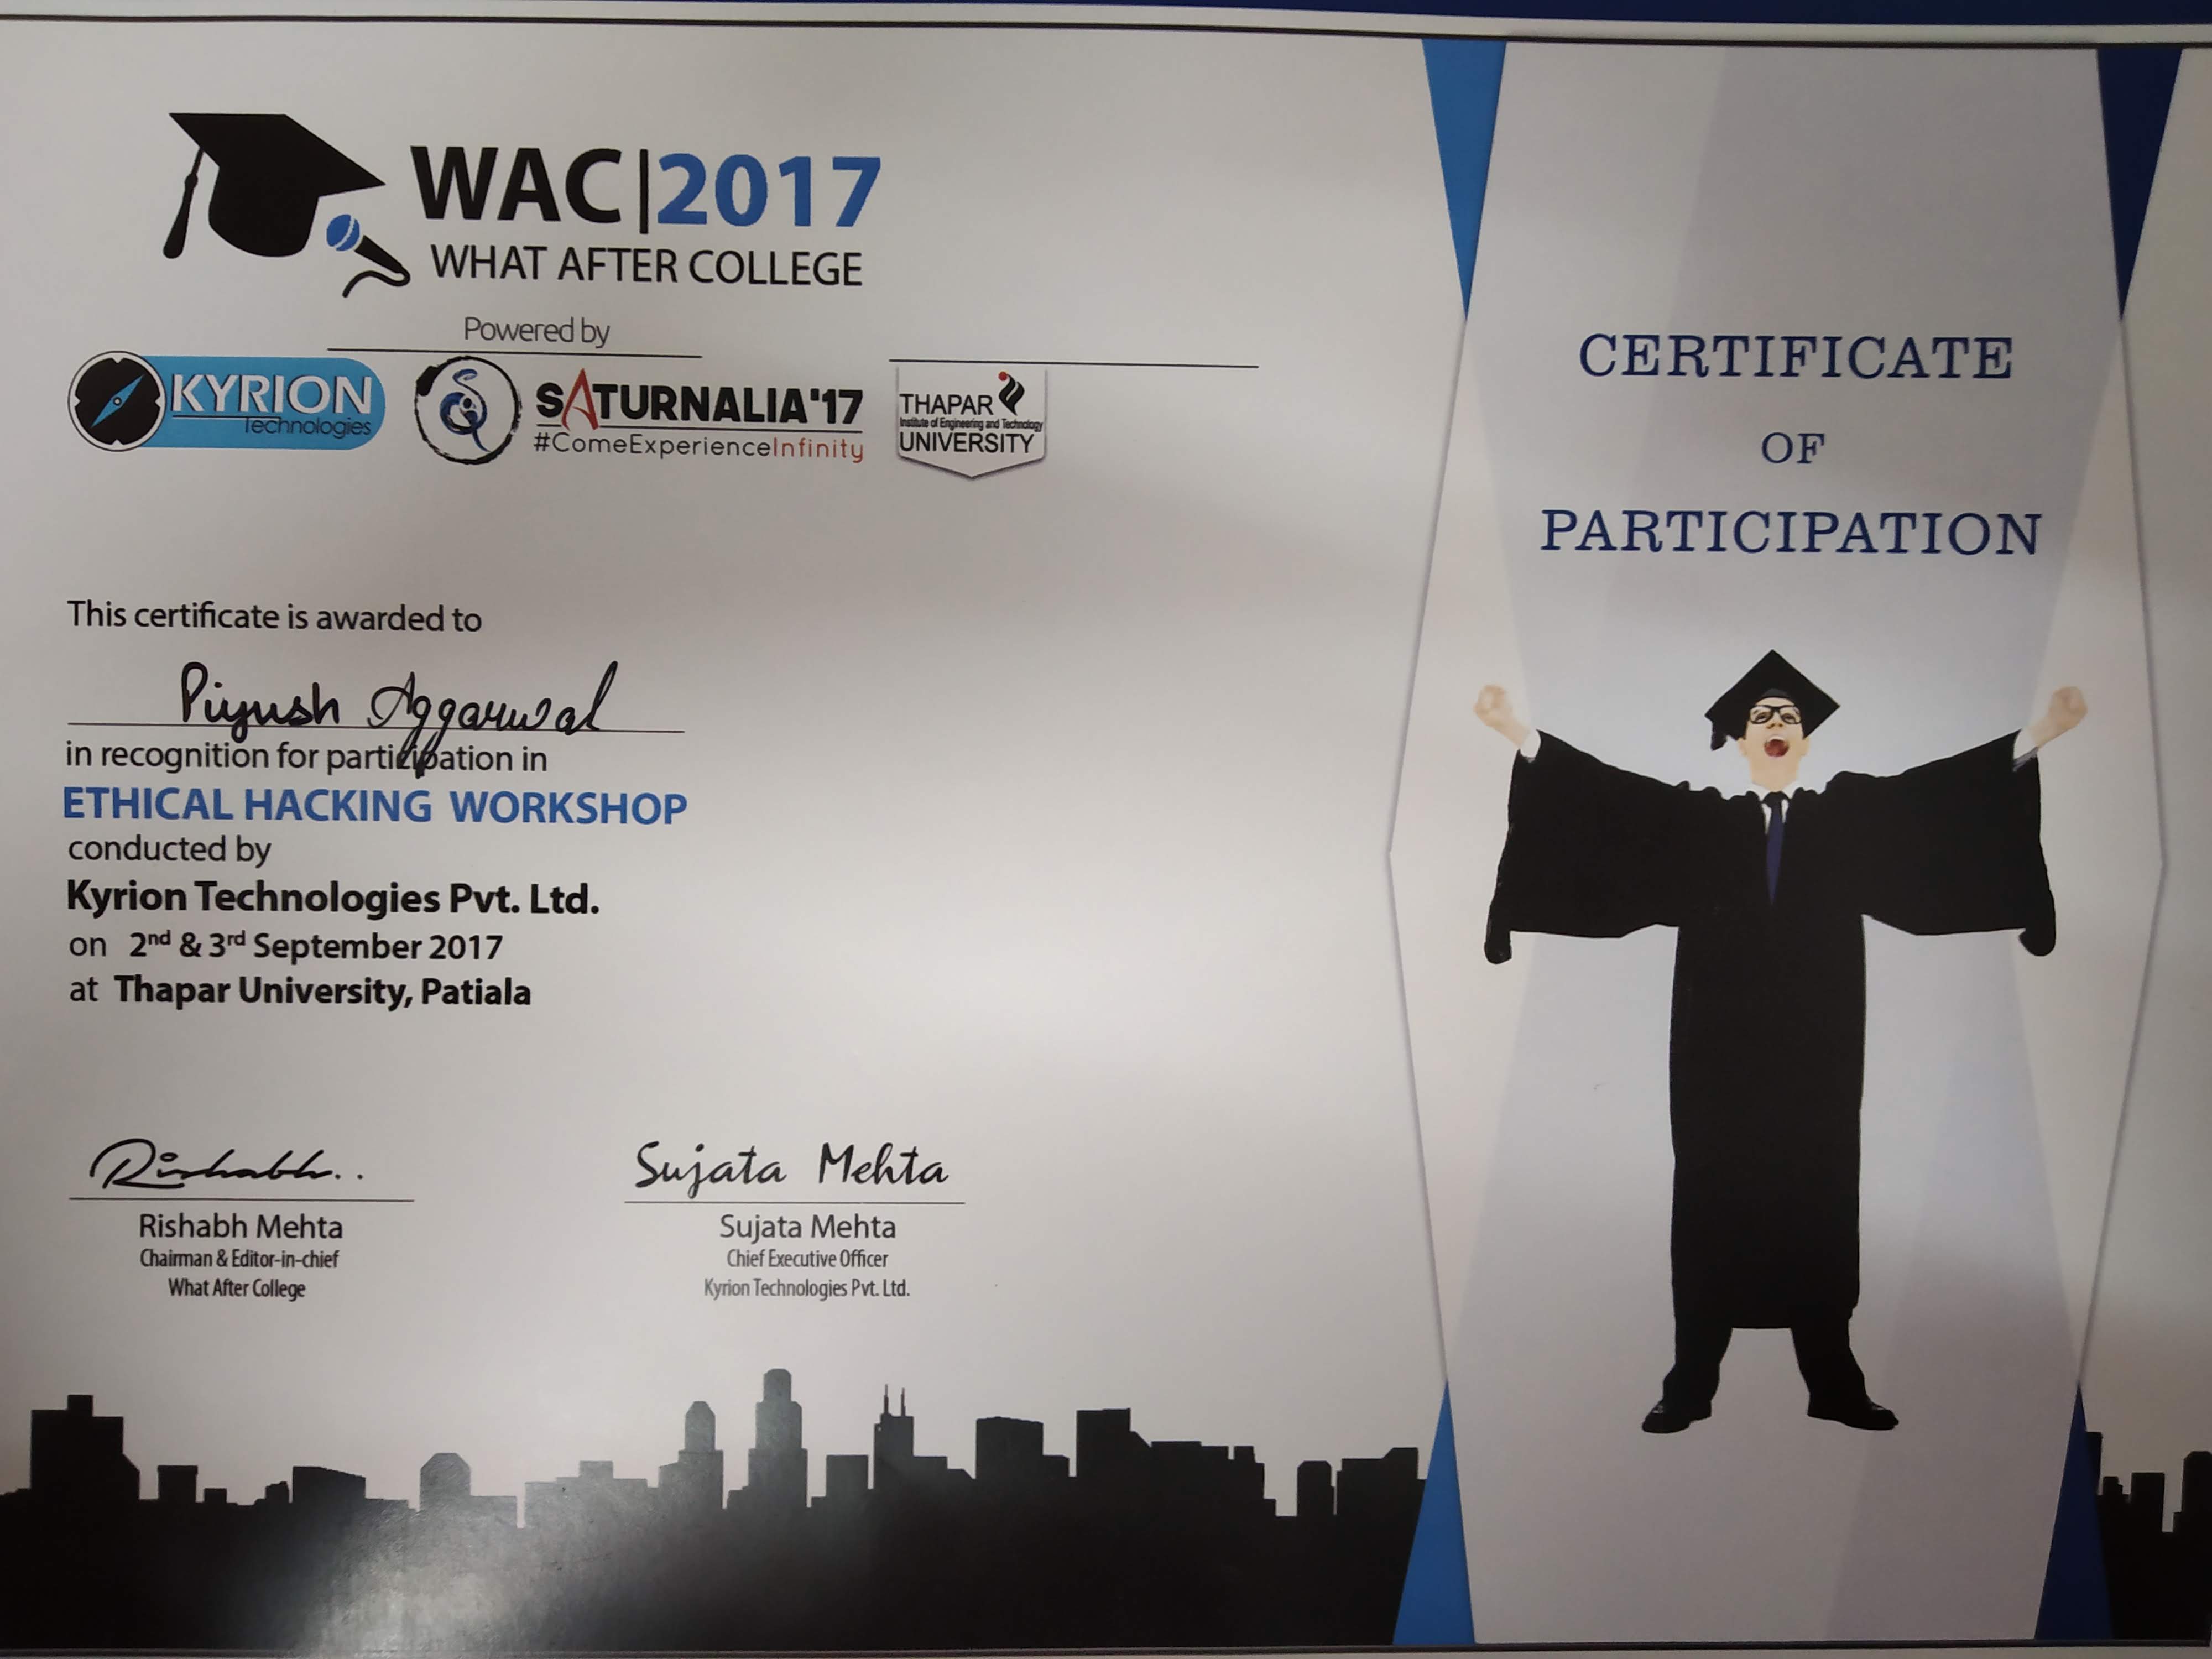 WAC|2017
WHAT AFTER COLLEGE
Powered by
KYRION
Technologies
SATURNALIA'17
#ComeExperienceInfinity
THAPAR
Institute of Engineering and Technology
UNIVERSITY
CERTIFICATE
OF
PARTICIPATION
This certificate is awarded to
Piyush Aggarwal
in recognition for participation in
ETHICAL HACKING WORKSHOP
conducted by
Kyrion Technologies Pvt. Ltd.
on 2nd & 3rd September 2017
at Thapar University, Patiala
Rishabh..
Sujata Mehta
Rishabh Mehta
Chairman & Editor-in-chief
What After College
Sujata Mehta
Chief Executive Officer
Kyrion Technologies Pvt. Ltd.